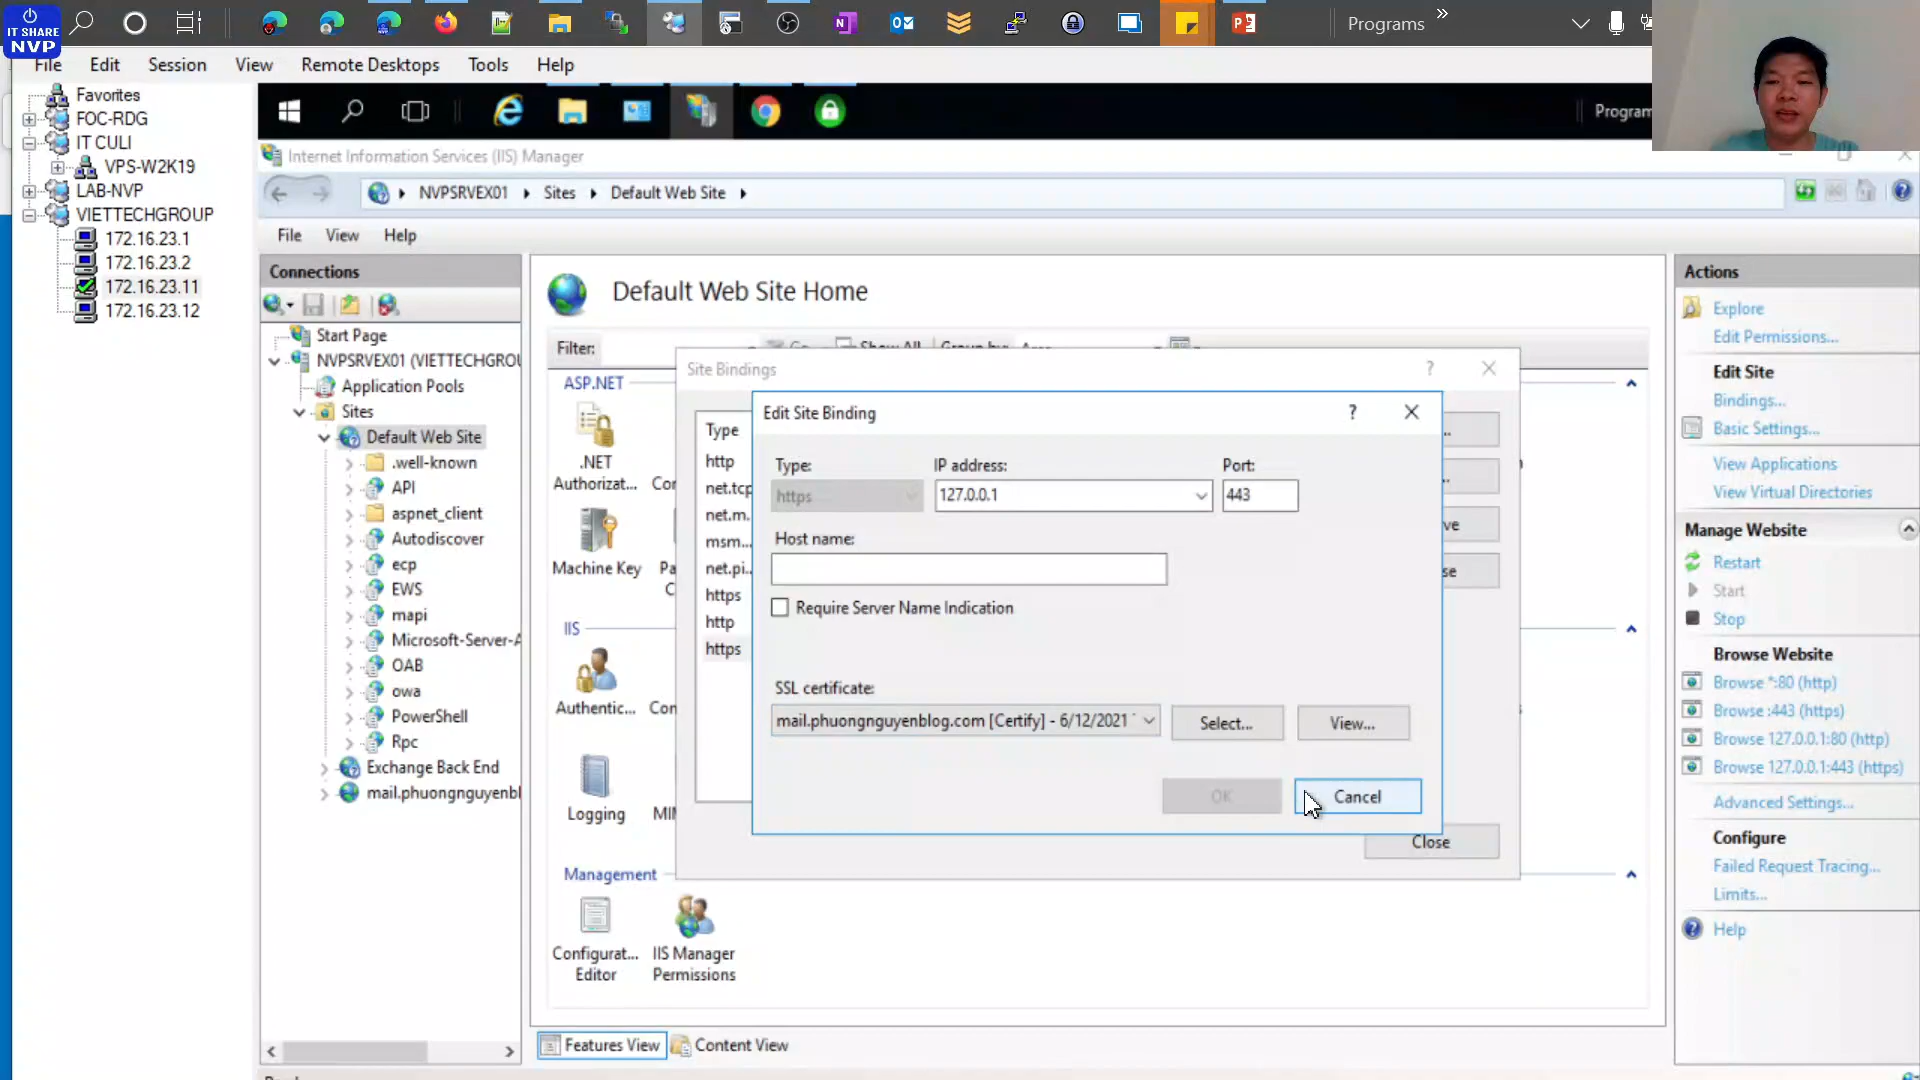 IT SHARE
NVP
Programs
File Edit Session View Remote Desktops Tools Help
Favorites
FOC-RDG
IT CULI
VPS-W2K19
LAB-NVP
VIETTECHGROUP
172.16.23.1
172.16.23.2
172.16.23.11
172.16.23.12
Program
Internet Information Services (IIS) Manager
NVPSRVEX01 Sites Default Web Site
File View Help
Connections
Start Page
NVPSRVEX01 (VIETTECHGROU
Application Pools
Sites
Default Web Site
.well-known
API
aspnet_client
Autodiscover
ecp
EWS
mapi
Microsoft-Server-A
OAB
owa
PowerShell
Rpc
Exchange Back End
mail.phuongnguyenbl
Default Web Site Home
Filter:
Go Show All Group by: Area
ASP.NET
.NET
Authorizat...
Machine Key
IIS
Authentic...
Logging
Management
Configurat...
Editor
IIS Manager
Permissions
Features View
Content View
Site Bindings
?
Type
http
net.tcp
net.m...
msm...
net.pi...
https
http
https
Close
Edit Site Binding
?
Type: IP address: Port:
https 127.0.0.1 443
Host name:
Require Server Name Indication
SSL certificate:
mail.phuongnguyenblog.com [Certify] - 6/12/2021
Select...
View...
OK
Cancel
Actions
Explore
Edit Permissions...
Edit Site
Bindings...
Basic Settings...
View Applications
View Virtual Directories
Manage Website
Restart
Start
Stop
Browse Website
Browse *:80 (http)
Browse :443 (https)
Browse 127.0.0.1:80 (http)
Browse 127.0.0.1:443 (https)
Advanced Settings...
Configure
Failed Request Tracing...
Limits...
Help